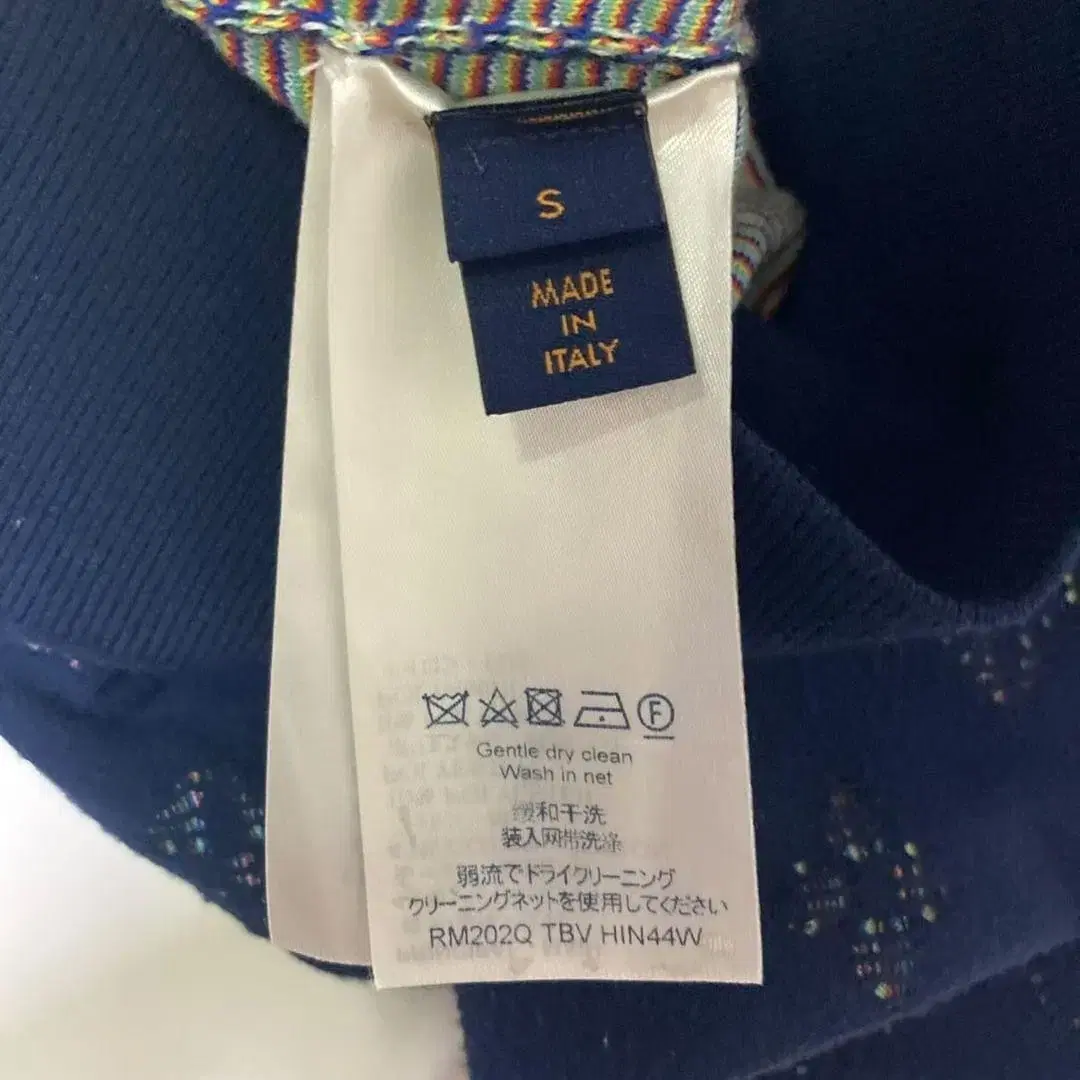 S
MADE
IN
ITALY
F
Gentle dry clean
Wash in net
缓和干洗
装入网带洗涤
弱流でドライクリーニング
クリーニングネットを使用してください
RM202Q TBV HIN44W